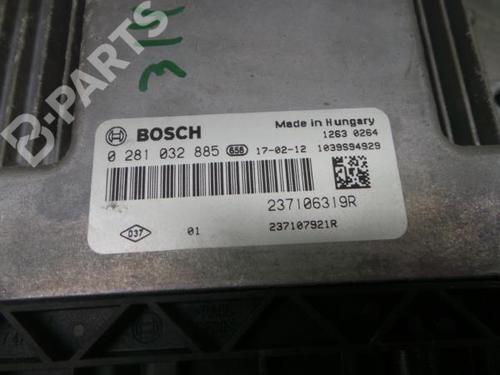 B-PARTS
BOSCH
Made in Hungary
1263 0264
0 281 032 885 658 17-02-12 1039S94929
237106319R
037 01 237107921R